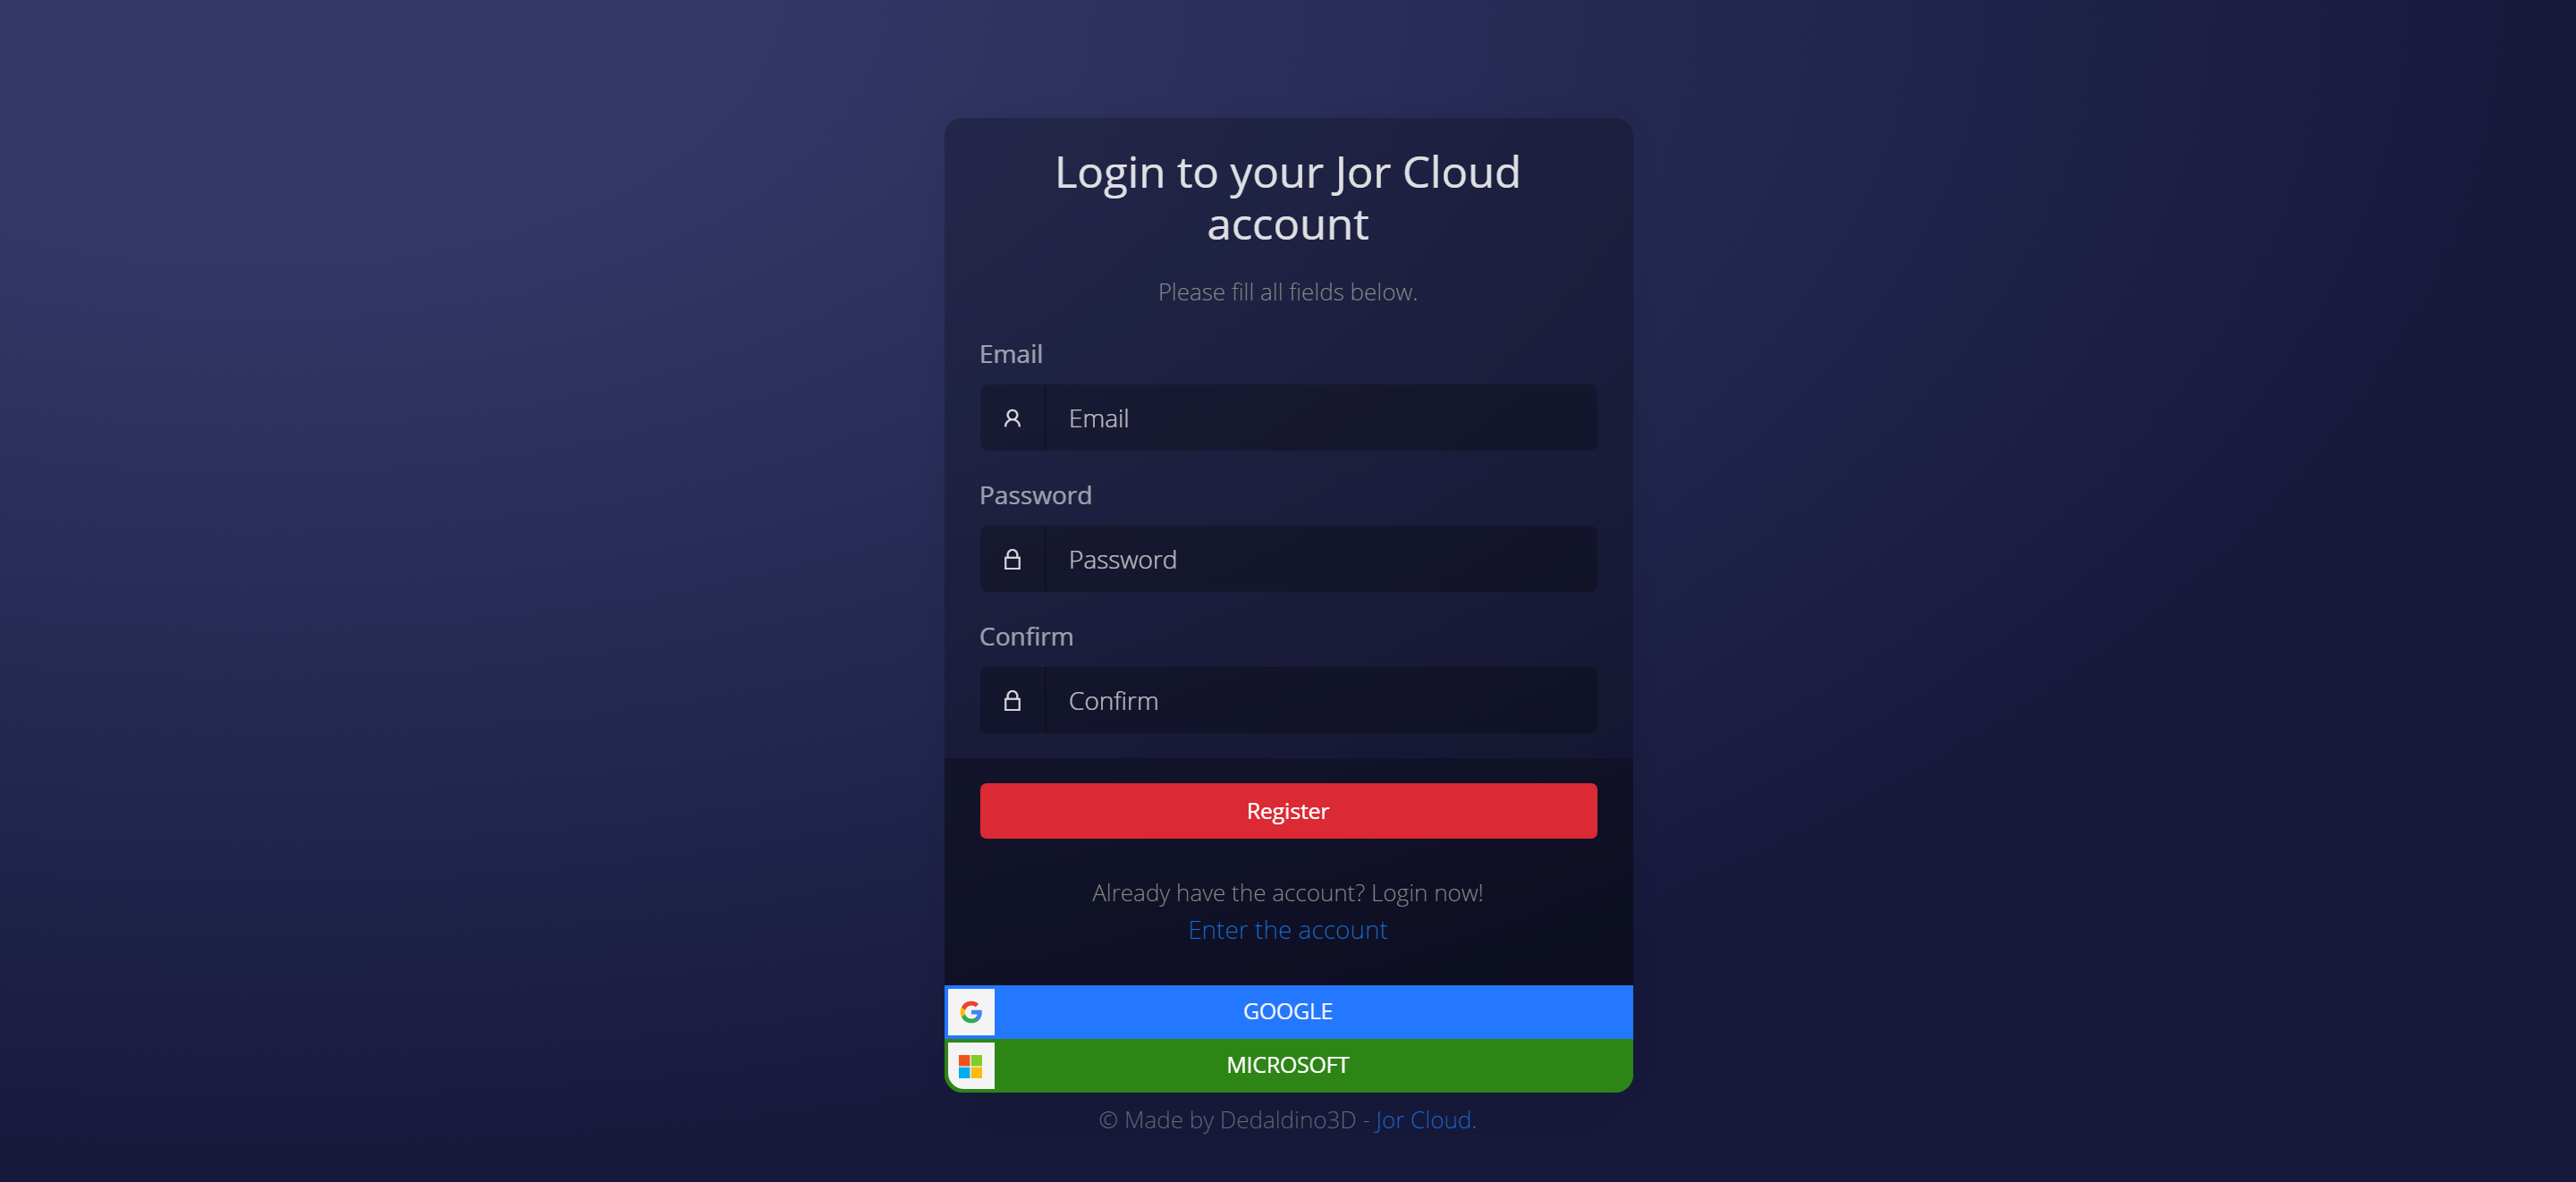 Login to your Jor Cloud
account
Please fill all fields below.
Email
Email
Password
Password
Confirm
Confirm
Register
Already have the account? Login now!
Enter the account
GOOGLE
MICROSOFT
© Made by Dedaldino3D - Jor Cloud.